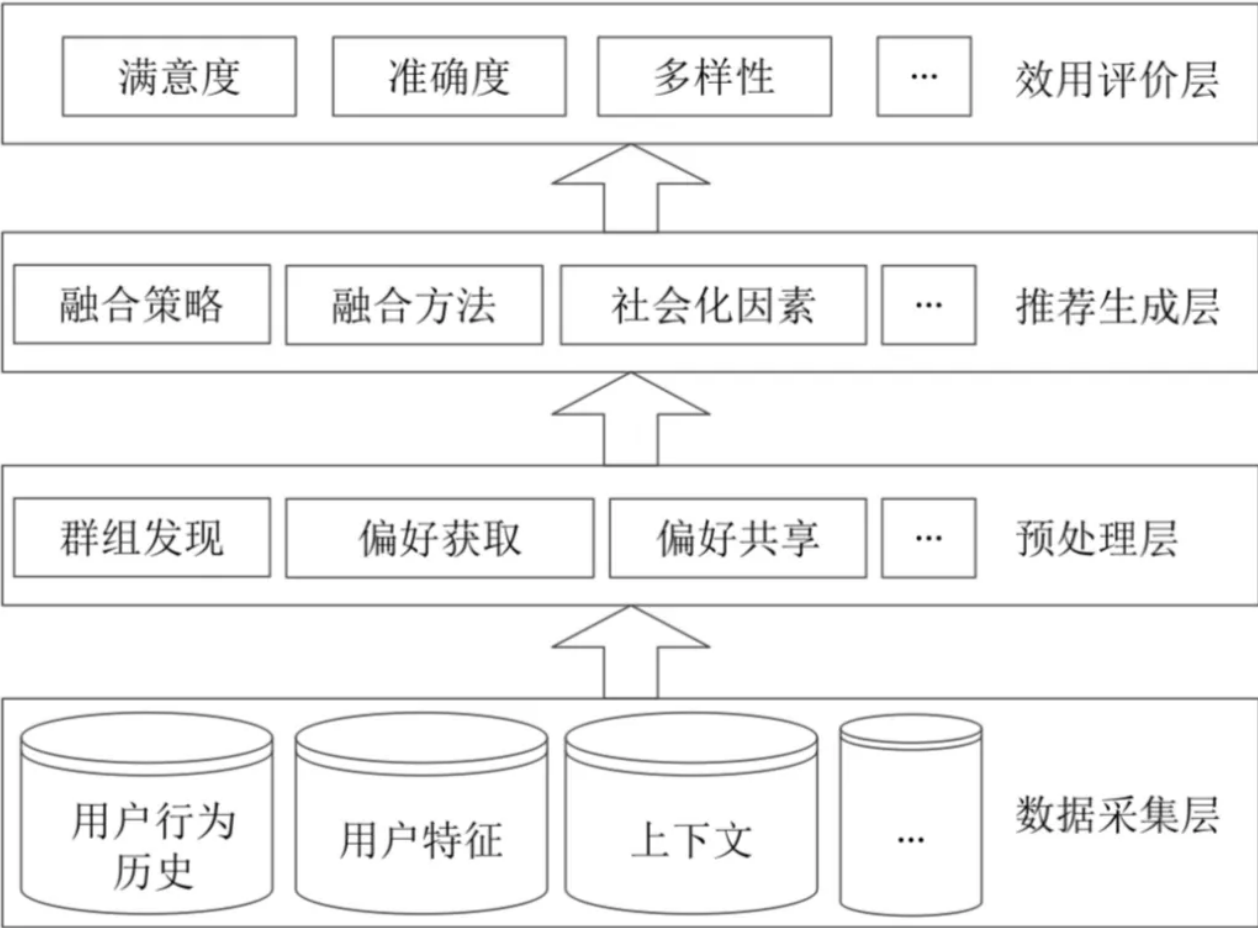 满意度 准确度 多样性 … 效用评价层
融合策略 融合方法 社会化因素 … 推荐生成层
群组发现 偏好获取 偏好共享 … 预处理层
用户行为
历史
用户特征
上下文
…
数据采集层